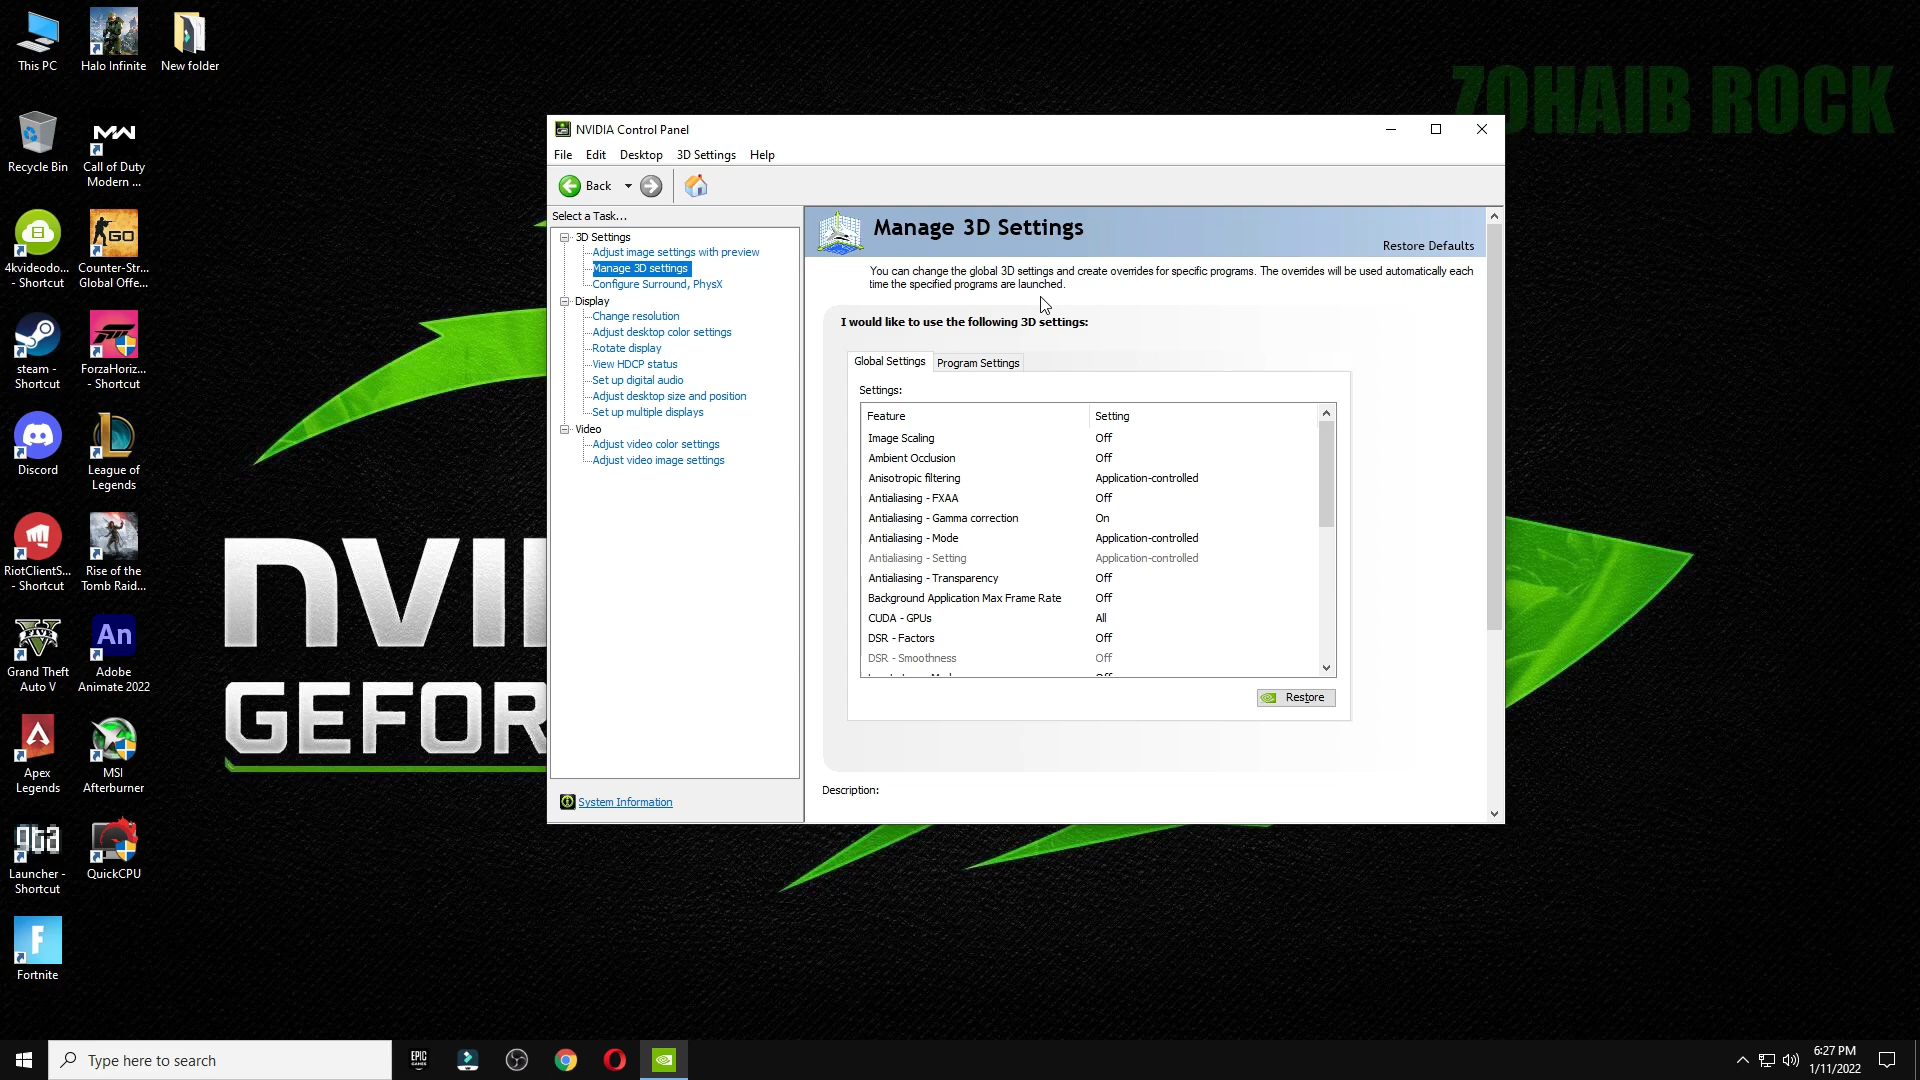 This PC
Halo Infinite
New folder
ZOHAIB ROCK
Recycle Bin
Call of Duty
Modern ...
4kvideodo...
- Shortcut
Counter-Str...
Global Offe...
steam -
Shortcut
ForzaHoriz...
- Shortcut
Discord
League of
Legends
RiotClientS...
- Shortcut
Rise of the
Tomb Raid...
Grand Theft
Auto V
An
Adobe
Animate 2022
Apex
Legends
MSI
Afterburner
gta
Launcher -
Shortcut
QuickCPU
Fortnite
NVI
GEFOR
NVIDIA Control Panel
File Edit Desktop 3D Settings Help
Back
Select a Task...
3D Settings
Adjust image settings with preview
Manage 3D settings
Configure Surround, PhysX
Display
Change resolution
Adjust desktop color settings
Rotate display
View HDCP status
Set up digital audio
Adjust desktop size and position
Set up multiple displays
Video
Adjust video color settings
Adjust video image settings
System Information
Manage 3D Settings
Restore Defaults
You can change the global 3D settings and create overrides for specific programs. The overrides will be used automatically each
time the specified programs are launched.
I would like to use the following 3D settings:
Global Settings Program Settings
Settings:
Feature Setting
Image Scaling Off
Ambient Occlusion Off
Anisotropic filtering Application-controlled
Antialiasing - FXAA Off
Antialiasing - Gamma correction On
Antialiasing - Mode Application-controlled
Antialiasing - Setting Application-controlled
Antialiasing - Transparency Off
Background Application Max Frame Rate Off
CUDA - GPUs All
DSR - Factors Off
DSR - Smoothness Off
Restore
Description:
Type here to search
EPIC
GAMES
6:27 PM
1/11/2022